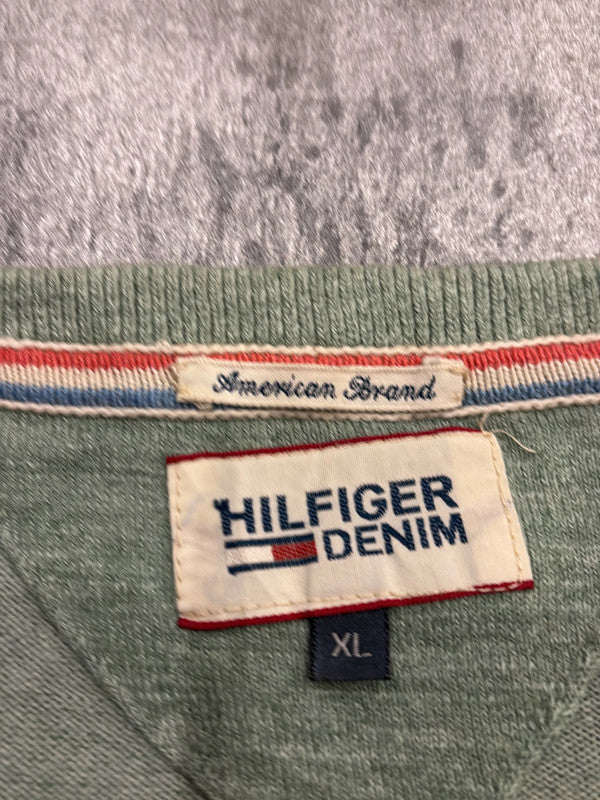 American Brand
HILFIGER
DENIM
XL